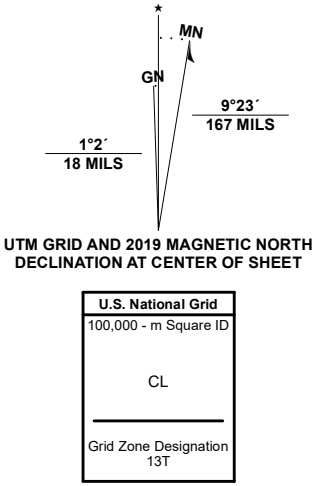 ★
MN
GN
9°23´
167 MILS
1°2´
18 MILS
UTM GRID AND 2019 MAGNETIC NORTH
DECLINATION AT CENTER OF SHEET
U.S. National Grid
100,000 - m Square ID
CL
Grid Zone Designation
13T